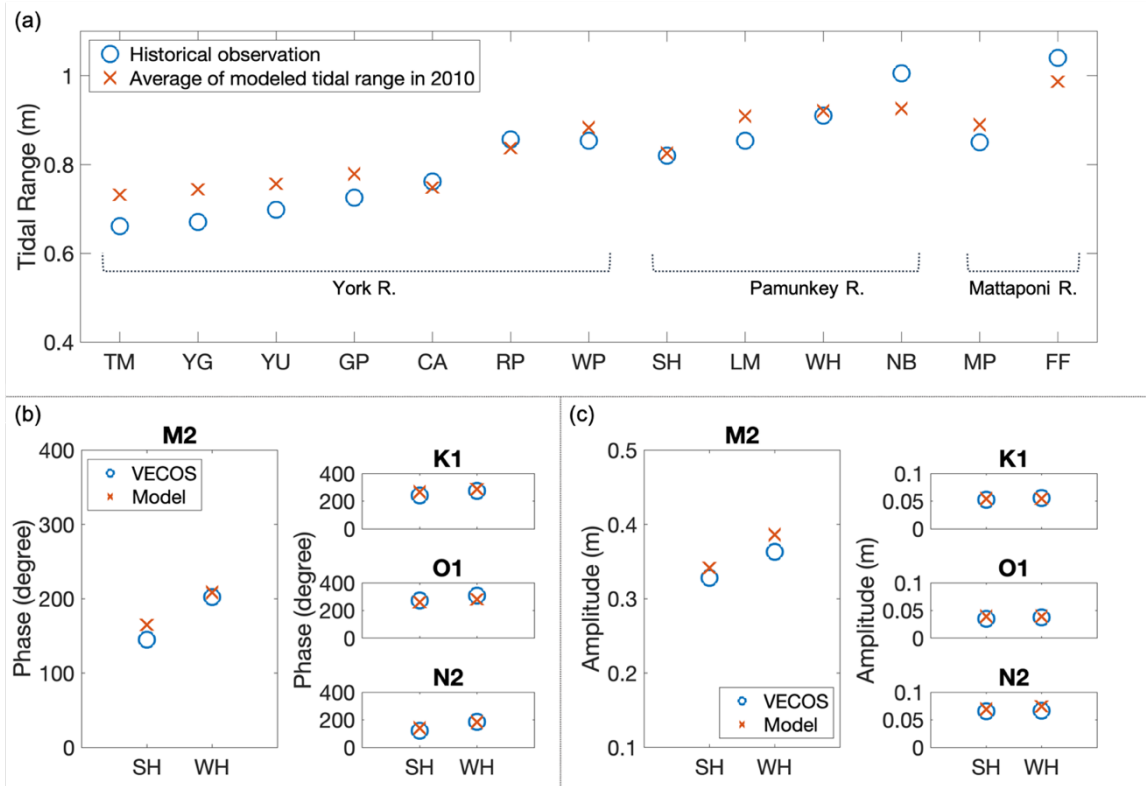 (a)
Historical observation
Average of modeled tidal range in 2010
Tidal Range (m)
1
0.8
0.6
0.4
York R.
Pamunkey R.
Mattaponi R.
TM YG YU GP CA RP WP SH LM WH NB MP FF
(b)
M2
VECOS
Model
Phase (degree)
400
300
200
100
0
SH WH
Phase (degree)
K1
400
200
0
O1
400
200
0
N2
400
200
0
SH WH
(c)
M2
Amplitude (m)
0.5
0.4
0.3
0.2
0.1
VECOS
Model
SH WH
Amplitude (m)
K1
0.1
0.05
0
O1
0.1
0.05
0
N2
0.1
0.05
0
SH WH